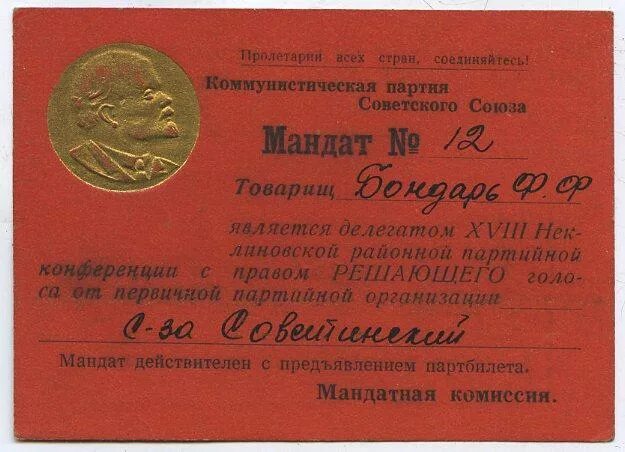 Пролетарии всех стран, соединяйтесь!
Коммунистическая партия
Советского Союза
Мандат № 12
Товарищ Бондарь Ф. Ф
является делегатом XVIII Нек-
линовской районной партийной
конференции с правом РЕШАЮЩЕГО голо-
са от первичной партийной организации
с-за Советинский
Мандат действителен с предъявлением партбилета.
Мандатная комиссия.